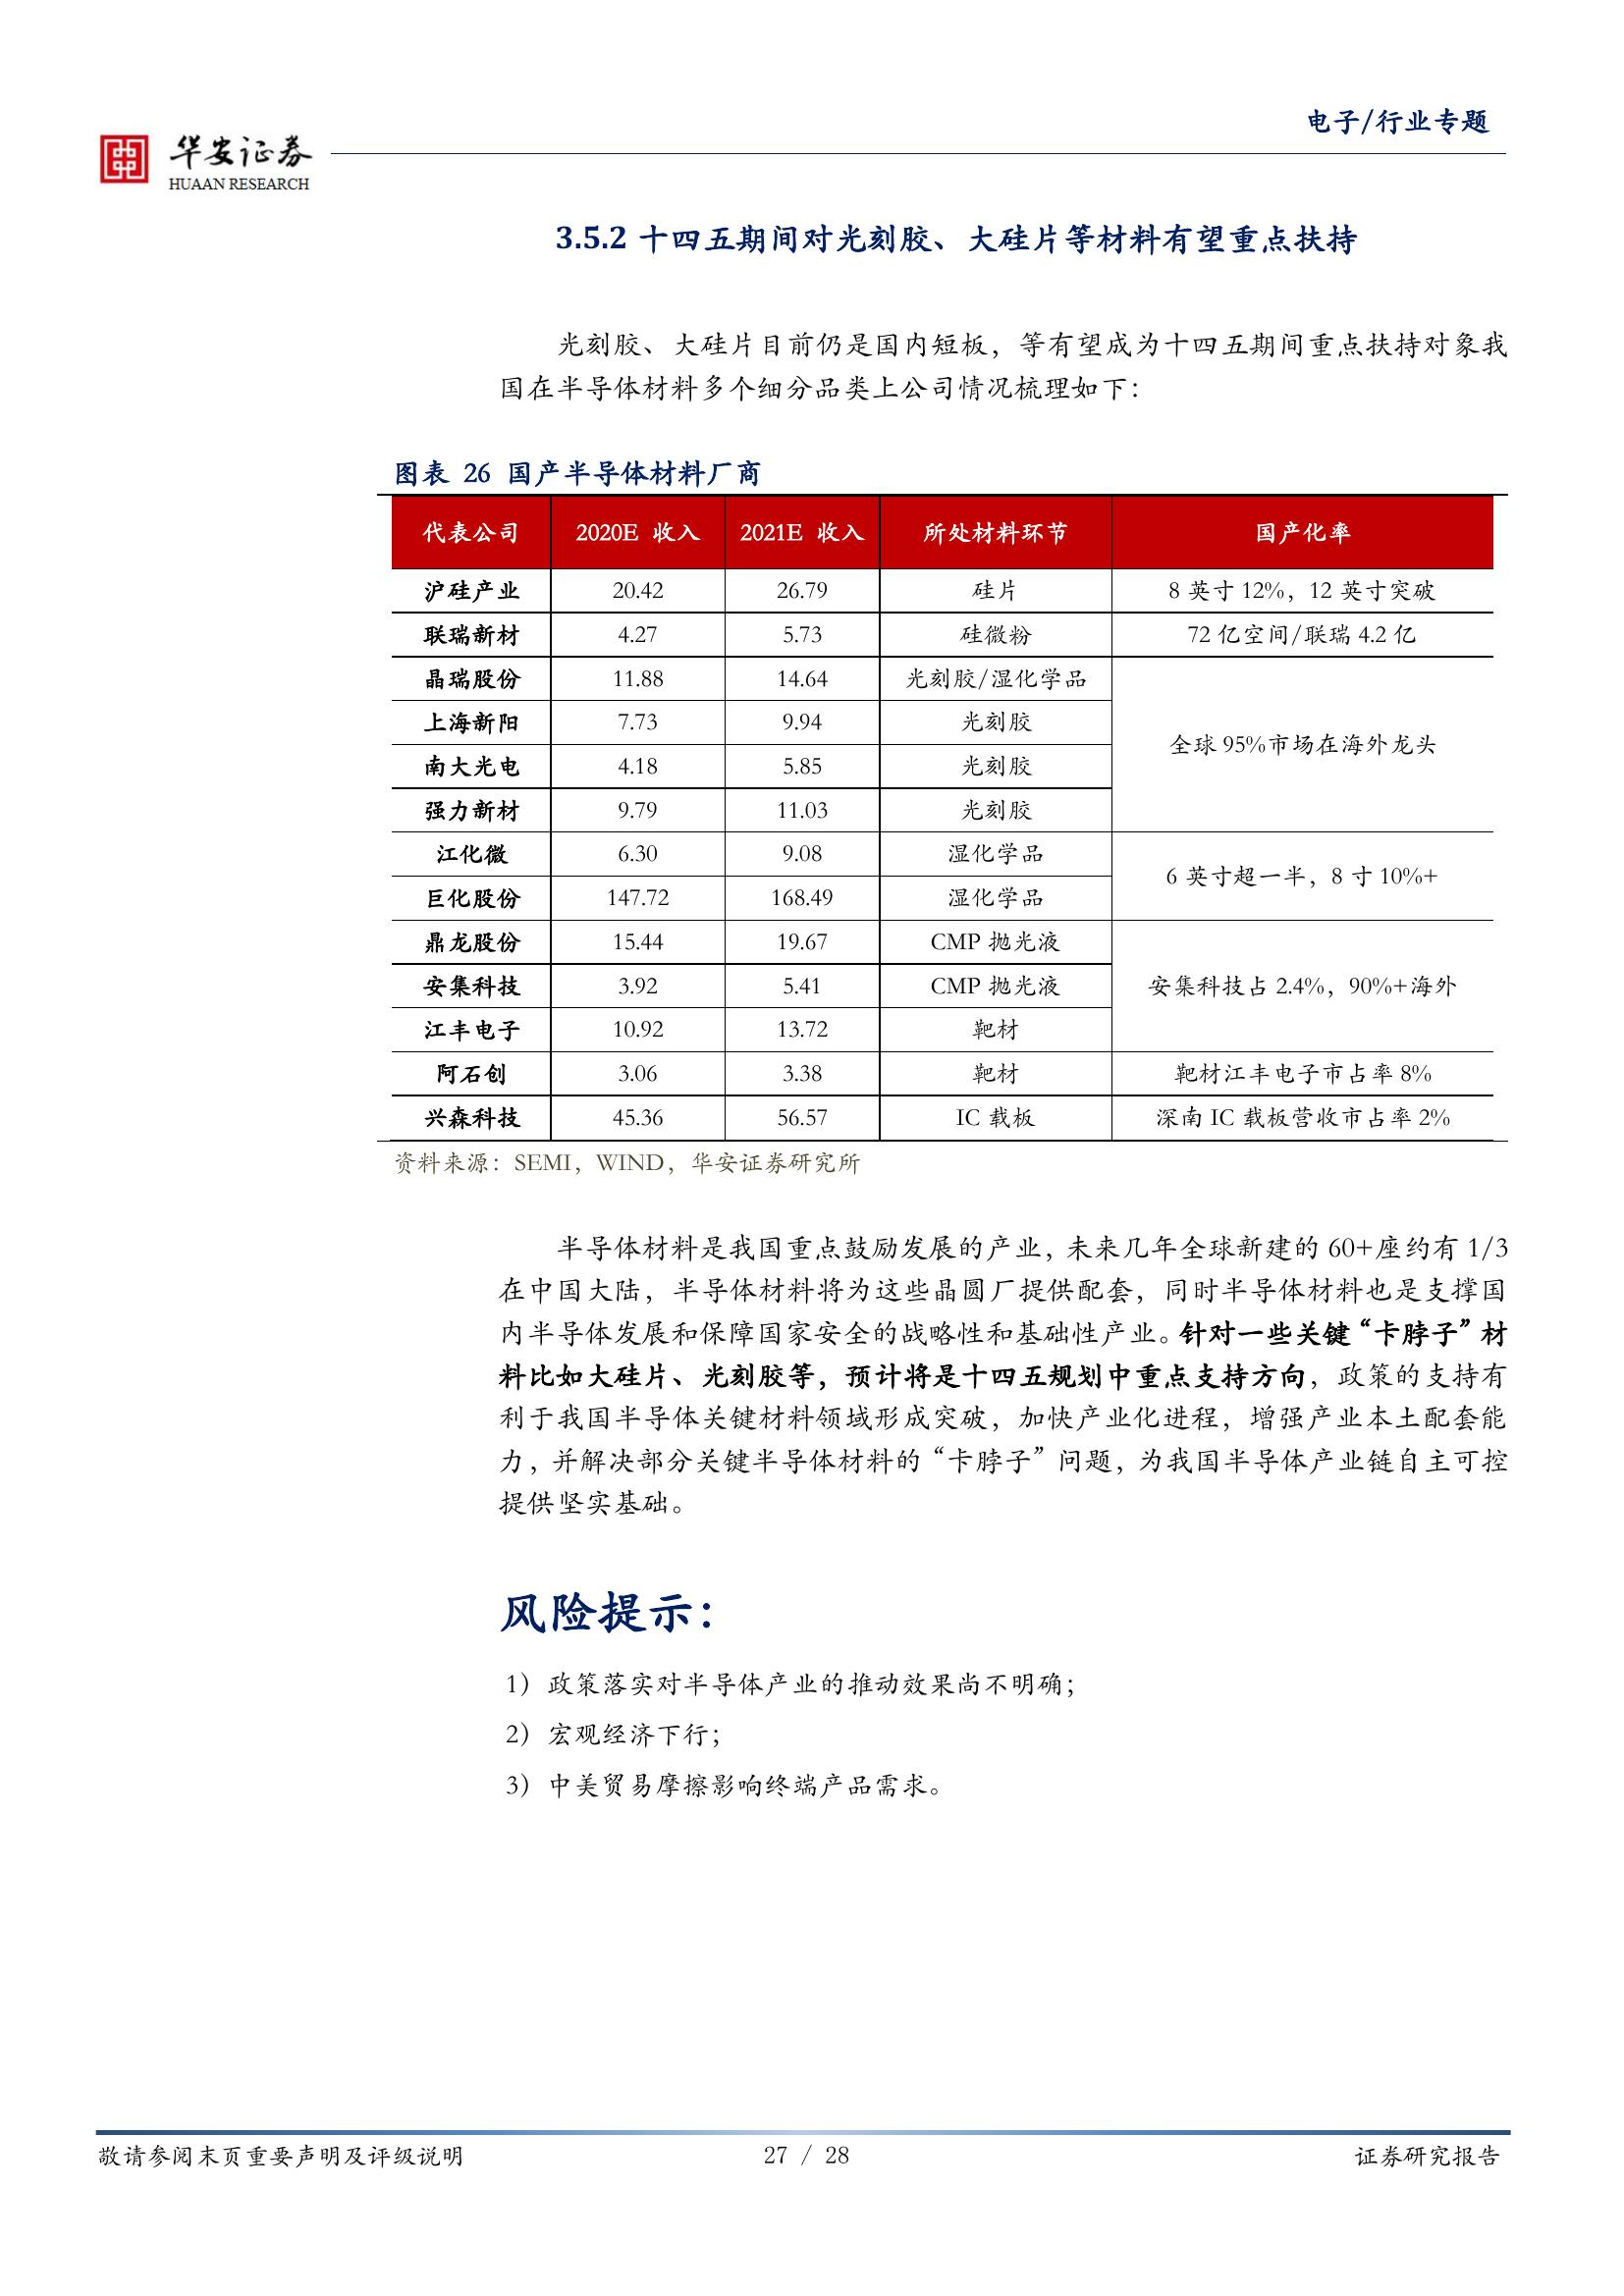 电子/行业专题
华安证券
HUAAN RESEARCH
3.5.2 十四五期间对光刻胶、大硅片等材料有望重点扶持
光刻胶、大硅片目前仍是国内短板，等有望成为十四五期间重点扶持对象我
国在半导体材料多个细分品类上公司情况梳理如下：
图表 26 国产半导体材料厂商
代表公司 2020E 收入 2021E 收入 所处材料环节 国产化率
沪硅产业 20.42 26.79 硅片 8 英寸 12%，12 英寸突破
联瑞新材 4.27 5.73 硅微粉 72 亿空间/联瑞 4.2 亿
晶瑞股份 11.88 14.64 光刻胶/湿化学品
上海新阳 7.73 9.94 光刻胶
全球 95%市场在海外龙头
南大光电 4.18 5.85 光刻胶
强力新材 9.79 11.03 光刻胶
江化微 6.30 9.08 湿化学品
6 英寸超一半，8 寸 10%+
巨化股份 147.72 168.49 湿化学品
鼎龙股份 15.44 19.67 CMP 抛光液
安集科技 3.92 5.41 CMP 抛光液 安集科技占 2.4%，90%+海外
江丰电子 10.92 13.72 靶材
阿石创 3.06 3.38 靶材 靶材江丰电子市占率 8%
兴森科技 45.36 56.57 IC 载板 深南 IC 载板营收市占率 2%
资料来源：SEMI，WIND，华安证券研究所
半导体材料是我国重点鼓励发展的产业，未来几年全球新建的 60+座约有 1/3
在中国大陆，半导体材料将为这些晶圆厂提供配套，同时半导体材料也是支撑国
内半导体发展和保障国家安全的战略性和基础性产业。针对一些关键“卡脖子”材
料比如大硅片、光刻胶等，预计将是十四五规划中重点支持方向，政策的支持有
利于我国半导体关键材料领域形成突破，加快产业化进程，增强产业本土配套能
力，并解决部分关键半导体材料的“卡脖子”问题，为我国半导体产业链自主可控
提供坚实基础。
风险提示：
1) 政策落实对半导体产业的推动效果尚不明确；
2) 宏观经济下行；
3) 中美贸易摩擦影响终端产品需求。
敬请参阅末页重要声明及评级说明 27 / 28 证券研究报告